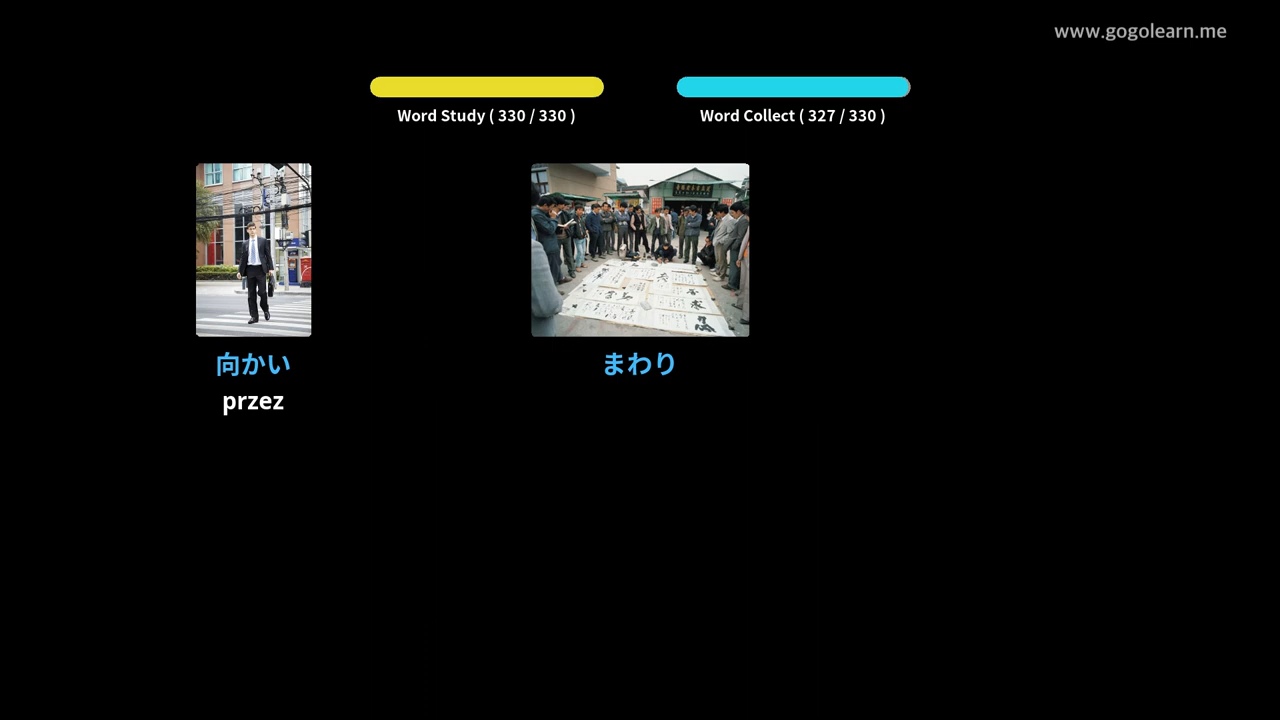 www.gogolearn.me
Word Study ( 330 / 330 )
Word Collect ( 327 / 330 )
向かい
przez
まわり